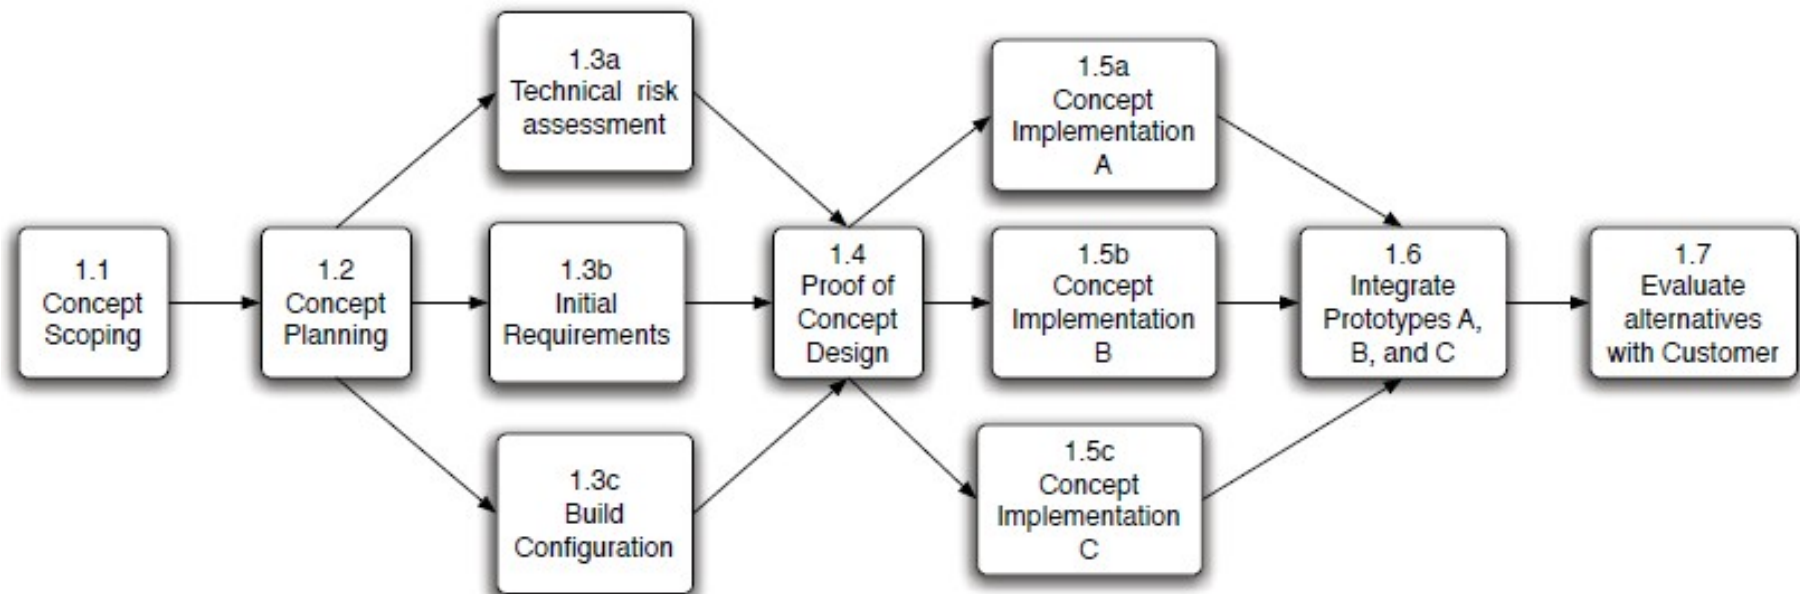 1.1
Concept
Scoping
1.2
Concept
Planning
1.3a
Technical risk
assessment
1.3b
Initial
Requirements
1.3c
Build
Configuration
1.4
Proof of
Concept
Design
1.5a
Concept
Implementation
A
1.5b
Concept
Implementation
B
1.5c
Concept
Implementation
C
1.6
Integrate
Prototypes A,
B, and C
1.7
Evaluate
alternatives
with Customer